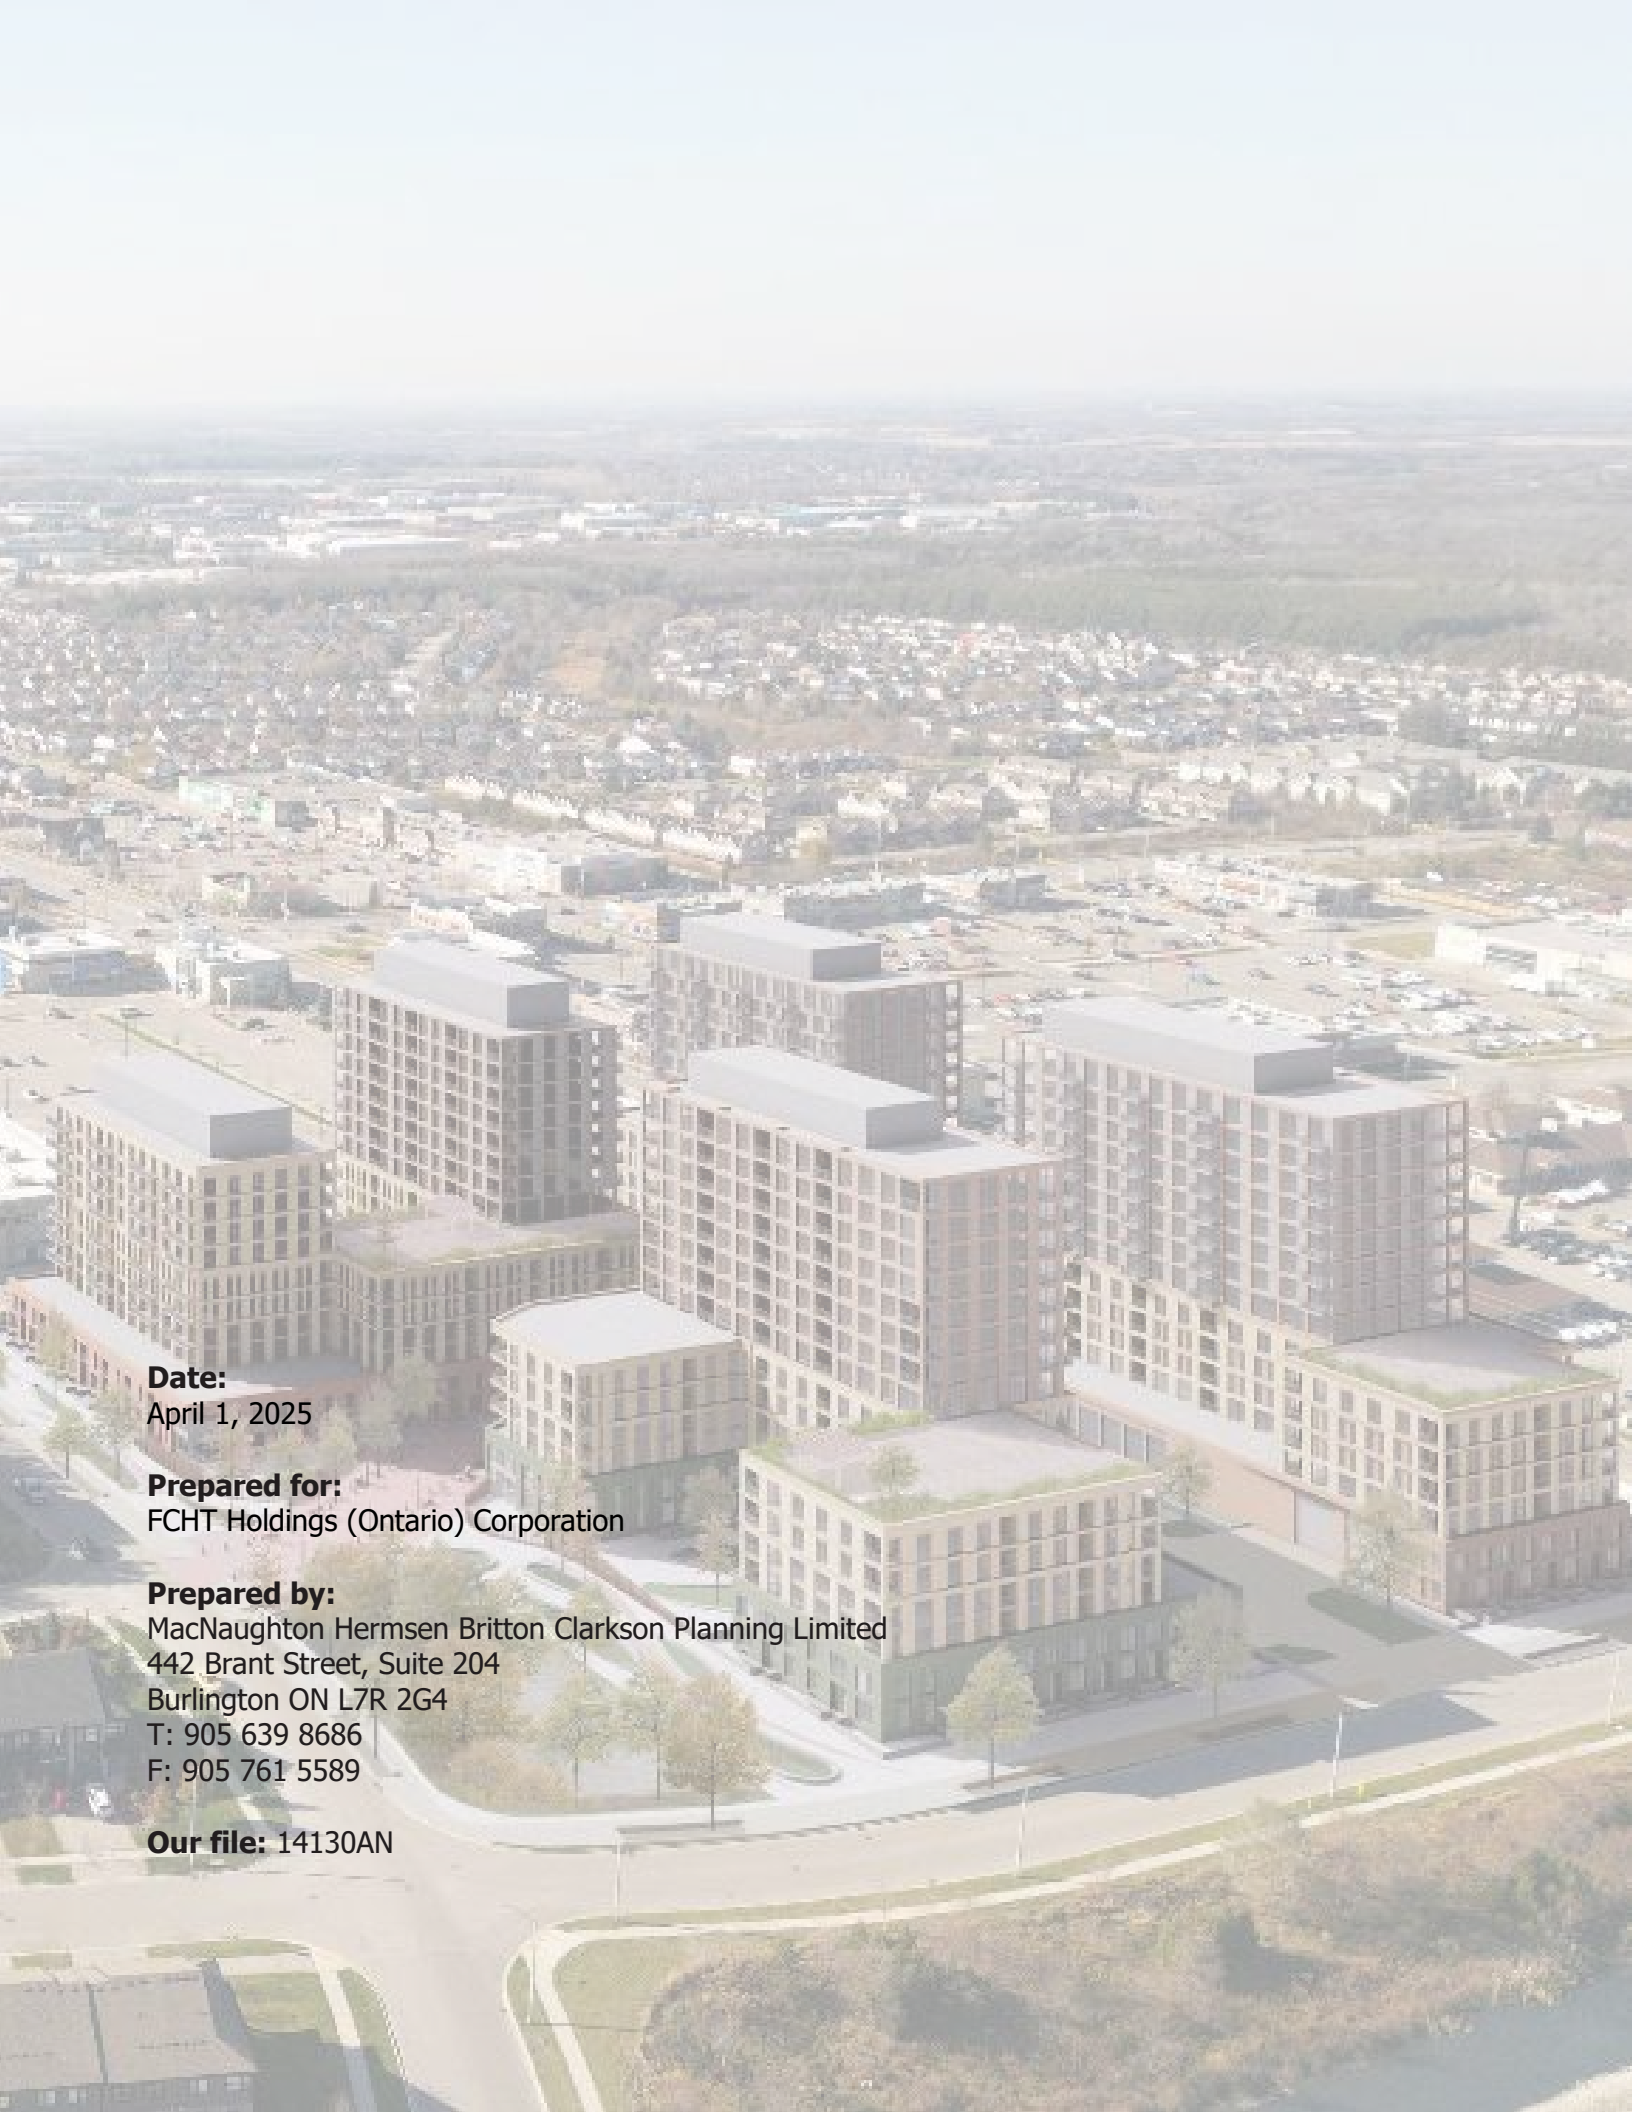 Date:
April 1, 2025
Prepared for:
FCHT Holdings (Ontario) Corporation
Prepared by:
MacNaughton Hermsen Britton Clarkson Planning Limited
442 Brant Street, Suite 204
Burlington ON L7R 2G4
T: 905 639 8686
F: 905 761 5589
Our file: 14130AN